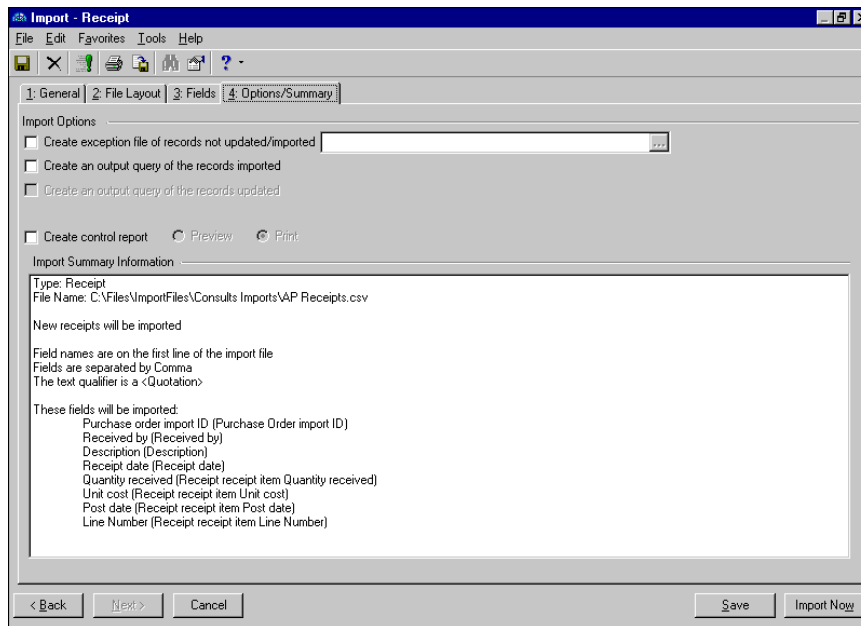 Import - Receipt
File Edit Favorites Tools Help
?
1: General 2: File Layout 3: Fields 4: Options/Summary
Import Options
Create exception file of records not updated/imported ...
Create an output query of the records imported
Create an output query of the records updated
Create control report Preview Print
Import Summary Information
Type: Receipt
File Name: C:\Files\ImportFiles\Consults Imports\AP Receipts.csv
New receipts will be imported
Field names are on the first line of the import file
Fields are separated by Comma
The text qualifier is a <Quotation>
These fields will be imported:
Purchase order import ID (Purchase Order import ID)
Received by (Received by)
Description (Description)
Receipt date (Receipt date)
Quantity received (Receipt receipt item Quantity received)
Unit cost (Receipt receipt item Unit cost)
Post date (Receipt receipt item Post date)
Line Number (Receipt receipt item Line Number)
< Back Next > Cancel Save Import Now